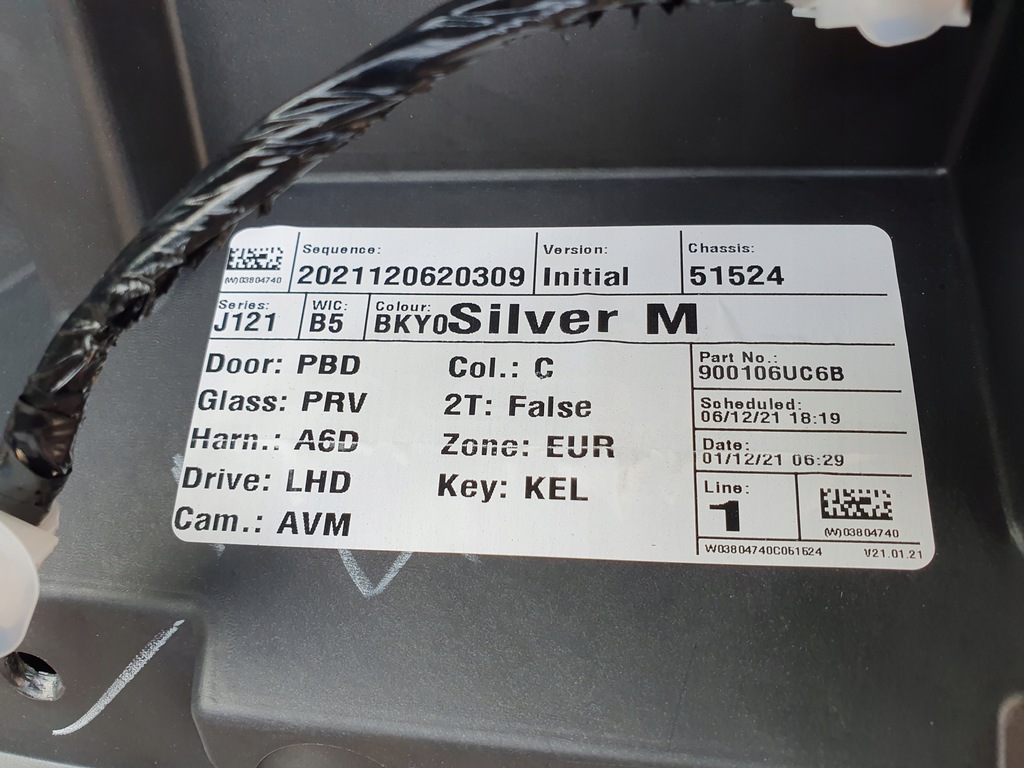 Sequence: Version: Chassis:
(W)03804740 2021120620309 Initial 51524
Series: WIC: Colour:
J121 B5 BKY0 Silver M
Door: PBD Col.: C Part No.:
900106UC6B
Glass: PRV 2T: False Scheduled:
06/12/21 18:19
Harn.: A6D Zone: EUR Date:
01/12/21 06:29
Drive: LHD Key: KEL Line:
Cam.: AVM 1 (W)03804740
W03804740C051524 V21.01.21